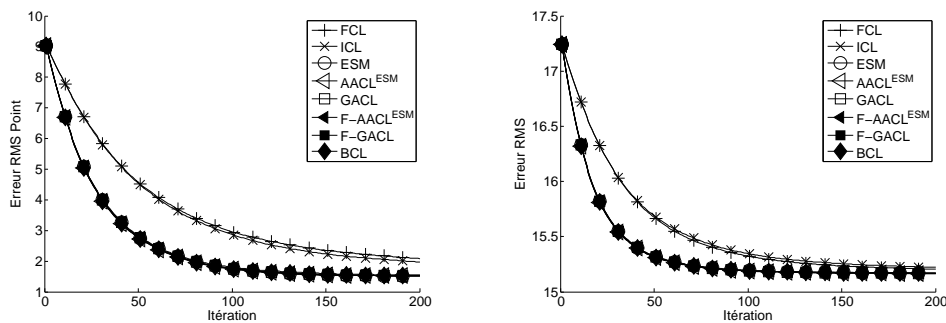 10
9
8
7
6
5
4
3
2
1
0
50
100
150
200
Itération
Erreur RMS Point
FCL
ICL
ESM
AACL^ESM
GACL
F−AACL^ESM
F−GACL
BCL
17.5
17
16.5
16
15.5
15
0
50
100
150
200
Itération
Erreur RMS
FCL
ICL
ESM
AACL^ESM
GACL
F−AACL^ESM
F−GACL
BCL